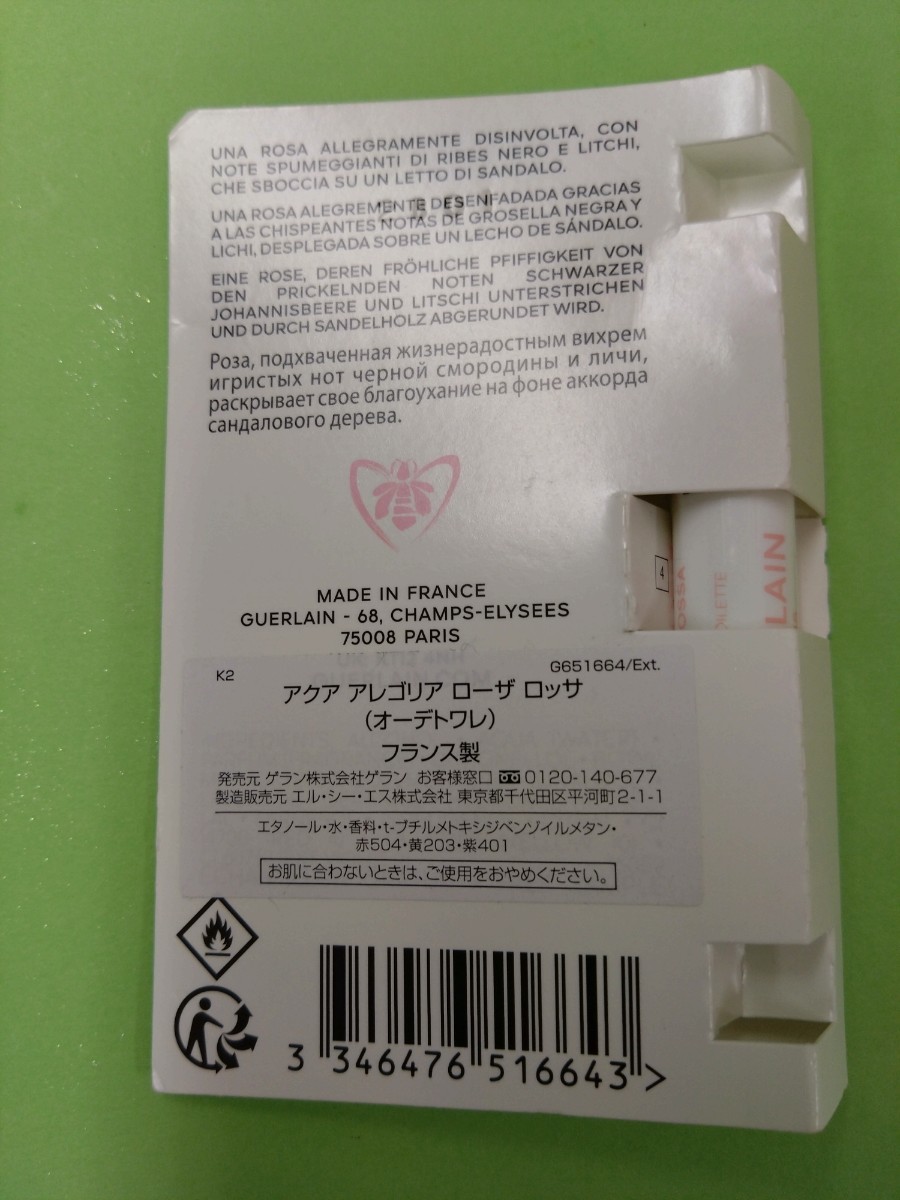 UNA ROSA ALLEGRAMENTE DISINVOLTA, CON
NOTE SPUMEGGIANTI DI RIBES NERO E LITCHI,
CHE SBOCCIA SU UN LETTO DI SANDALO.
UNA ROSA ALEGREMENTE DESENFADADA GRACIAS
A LAS CHISPEANTES NOTAS DE GROSELLA NEGRA Y
LICHI, DESPLEGADA SOBRE UN LECHO DE SÁNDALO.
EINE ROSE, DEREN FRÖHLICHE PFIFFIGKEIT VON
DEN PRICKELNDEN NOTEN SCHWARZER
JOHANNISBEERE UND LITSCHI UNTERSTRICHEN
UND DURCH SANDELHOLZ ABGERUNDET WIRD.
Роза, подхваченная жизнерадостным вихрем
игристых нот черной смородины и личи,
раскрывает свое благоухание на фоне аккорда
сандалового дерева.
4
OSSA
OILETTE
LAIN
MADE IN FRANCE
GUERLAIN - 68, CHAMPS-ELYSEES
75008 PARIS
K2 G651664/Ext.
アクア アレゴリア ローザ ロッサ
(オーデトワレ)
フランス製
発売元 ゲラン株式会社ゲラン お客様窓口 0120-140-677
製造販売元 エル・シー・エス株式会社 東京都千代田区平河町2-1-1
エタノール・水・香料・t-ブチルメトキシジベンゾイルメタン・
赤504・黄203・紫401
お肌に合わないときは、ご使用をおやめください。
3 346476 516643 >